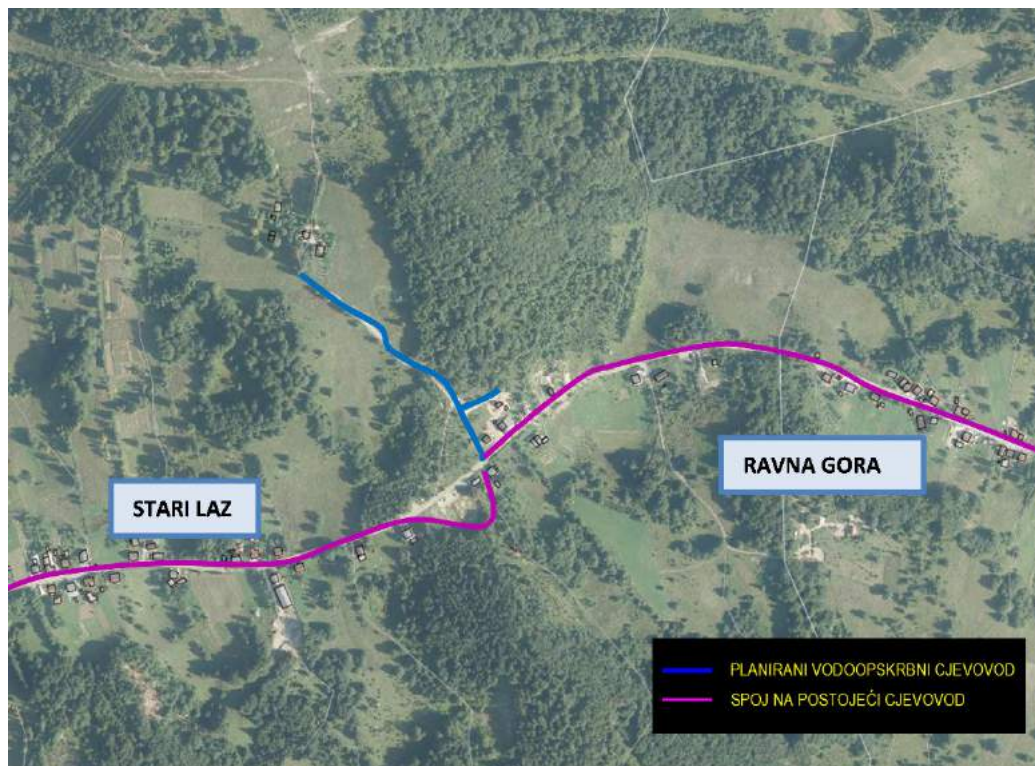 STARI LAZ
RAVNA GORA
PLANIRANI VODOOPSKRBNI CJEVOVOD
SPOJ NA POSTOJEĆI CJEVOVOD